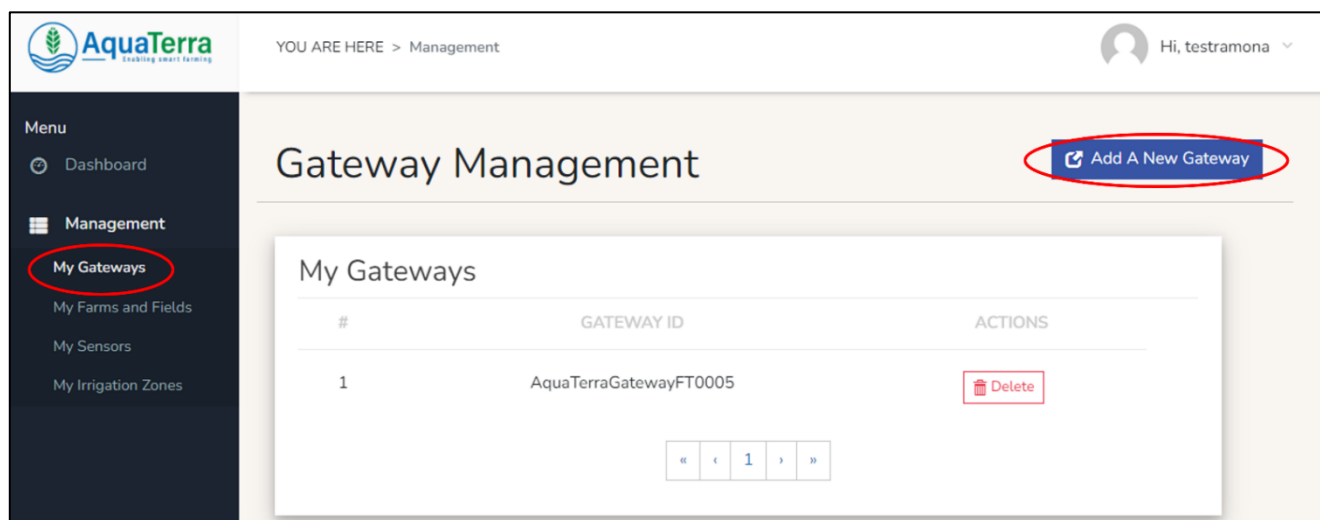 AquaTerra
Enabling smart farming
YOU ARE HERE > Management
Hi, testramona
Menu
Dashboard
Management
My Gateways
My Farms and Fields
My Sensors
My Irrigation Zones
Gateway Management
Add A New Gateway
My Gateways
# GATEWAY ID ACTIONS
1 AquaTerraGatewayFT0005 Delete
« ‹ 1 › »